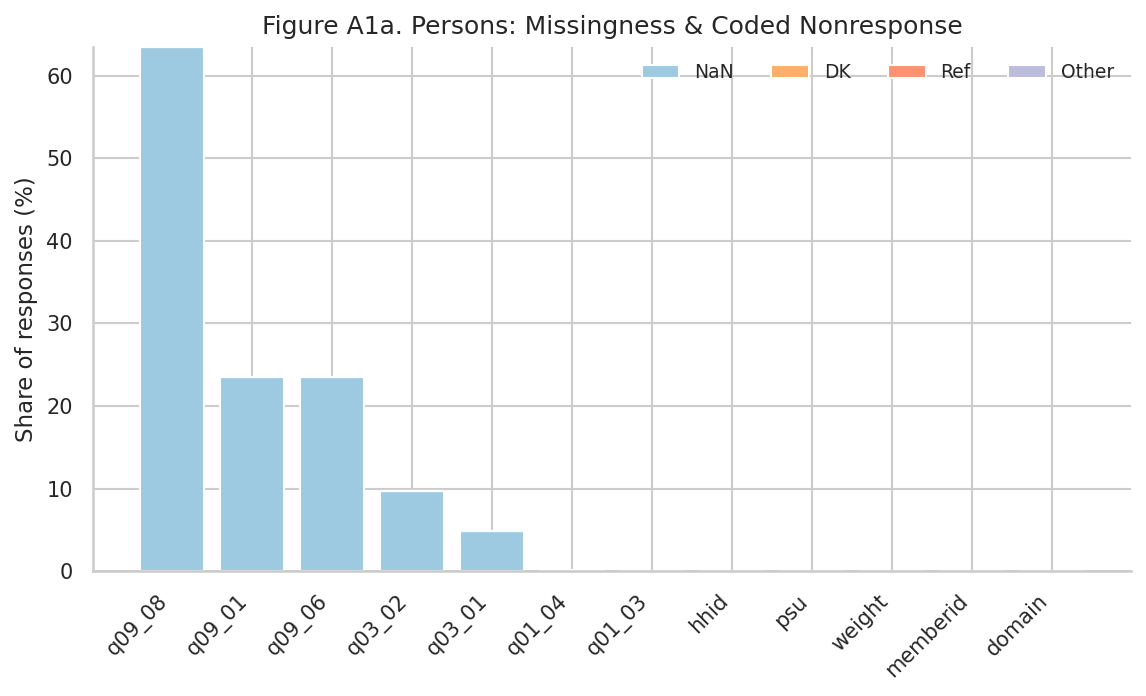 Figure A1a. Persons: Missingness & Coded Nonresponse
NaN DK Ref Other
Share of responses (%)
60
50
40
30
20
10
0
q09_08 q09_01 q09_06 q03_02 q03_01 q01_04 q01_03 hhid psu weight memberid domain